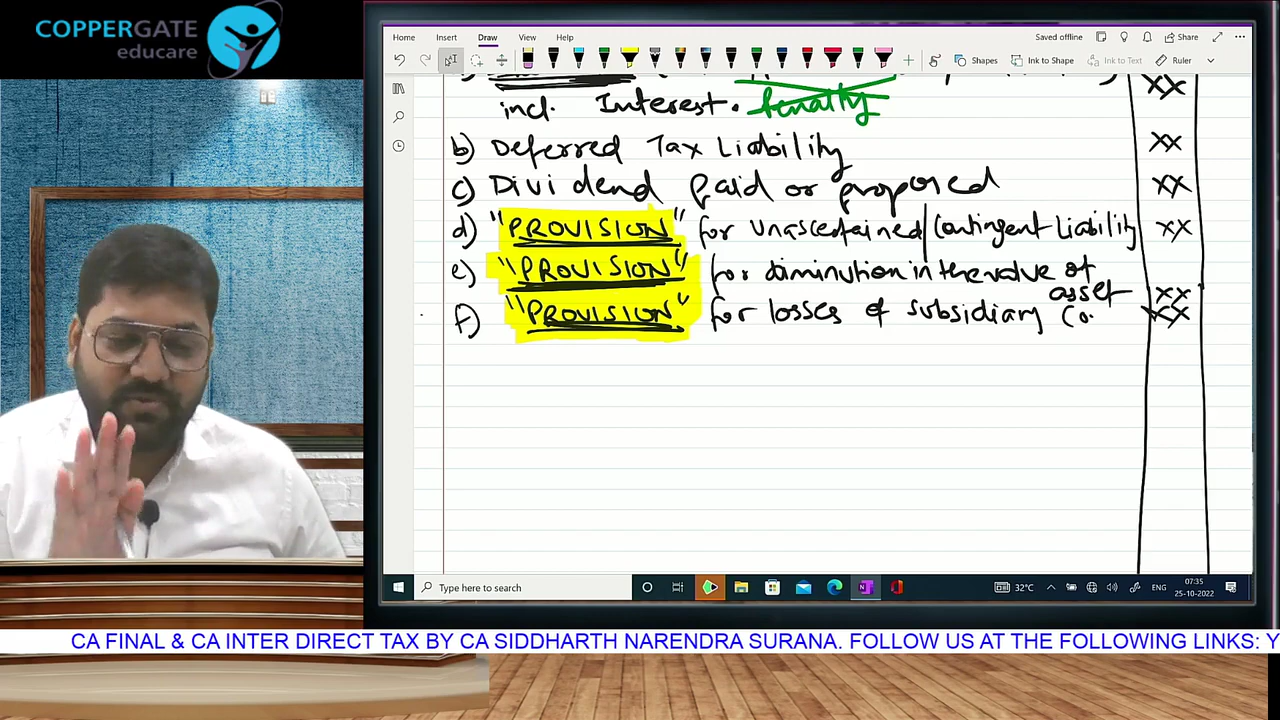 COPPERGATE
educare
Home Insert Draw View Help
Saved offline
Share
Shapes
Ink to Shape
Ink to Text
Ink to Math
Ruler
xx
incl. Interest. Penalty
b) Deferred Tax Liability xx
c) Dividend paid or proposed xx
d) "PROVISION" for unascertained/Contingent Liability xx
e) "PROVISION" for diminution in the value of
asset xx
f) "PROVISION" for losses of subsidiary Co. xx
Type here to search
32°C
ENG
07:35
25-10-2022
CA FINAL & CA INTER DIRECT TAX BY CA SIDDHARTH NARENDRA SURANA. FOLLOW US AT THE FOLLOWING LINKS: Y